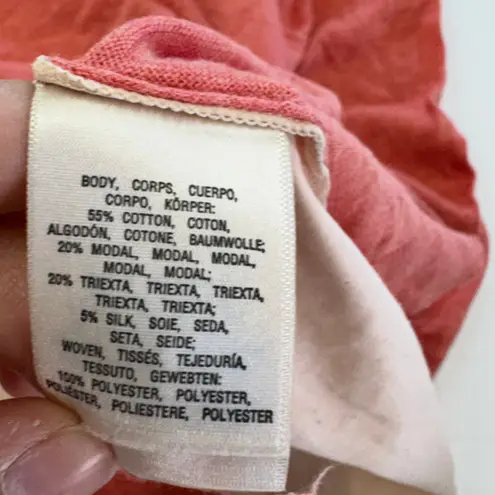 BODY, CORPS, CUERPO,
CORPO, KÖRPER:
55% COTTON, COTON,
ALGODÓN, COTONE, BAUMWOLLE;
20% MODAL, MODAL, MODAL,
MODAL, MODAL;
20% TRIEXTA, TRIEXTA, TRIEXTA,
TRIEXTA, TRIEXTA;
5% SILK, SOIE, SEDA,
SETA, SEIDE;
WOVEN, TISSÉS, TEJEDURÍA,
TESSUTO, GEWEBTEN:
100% POLYESTER, POLYESTER,
POLIÉSTER, POLIESTERE, POLYESTER